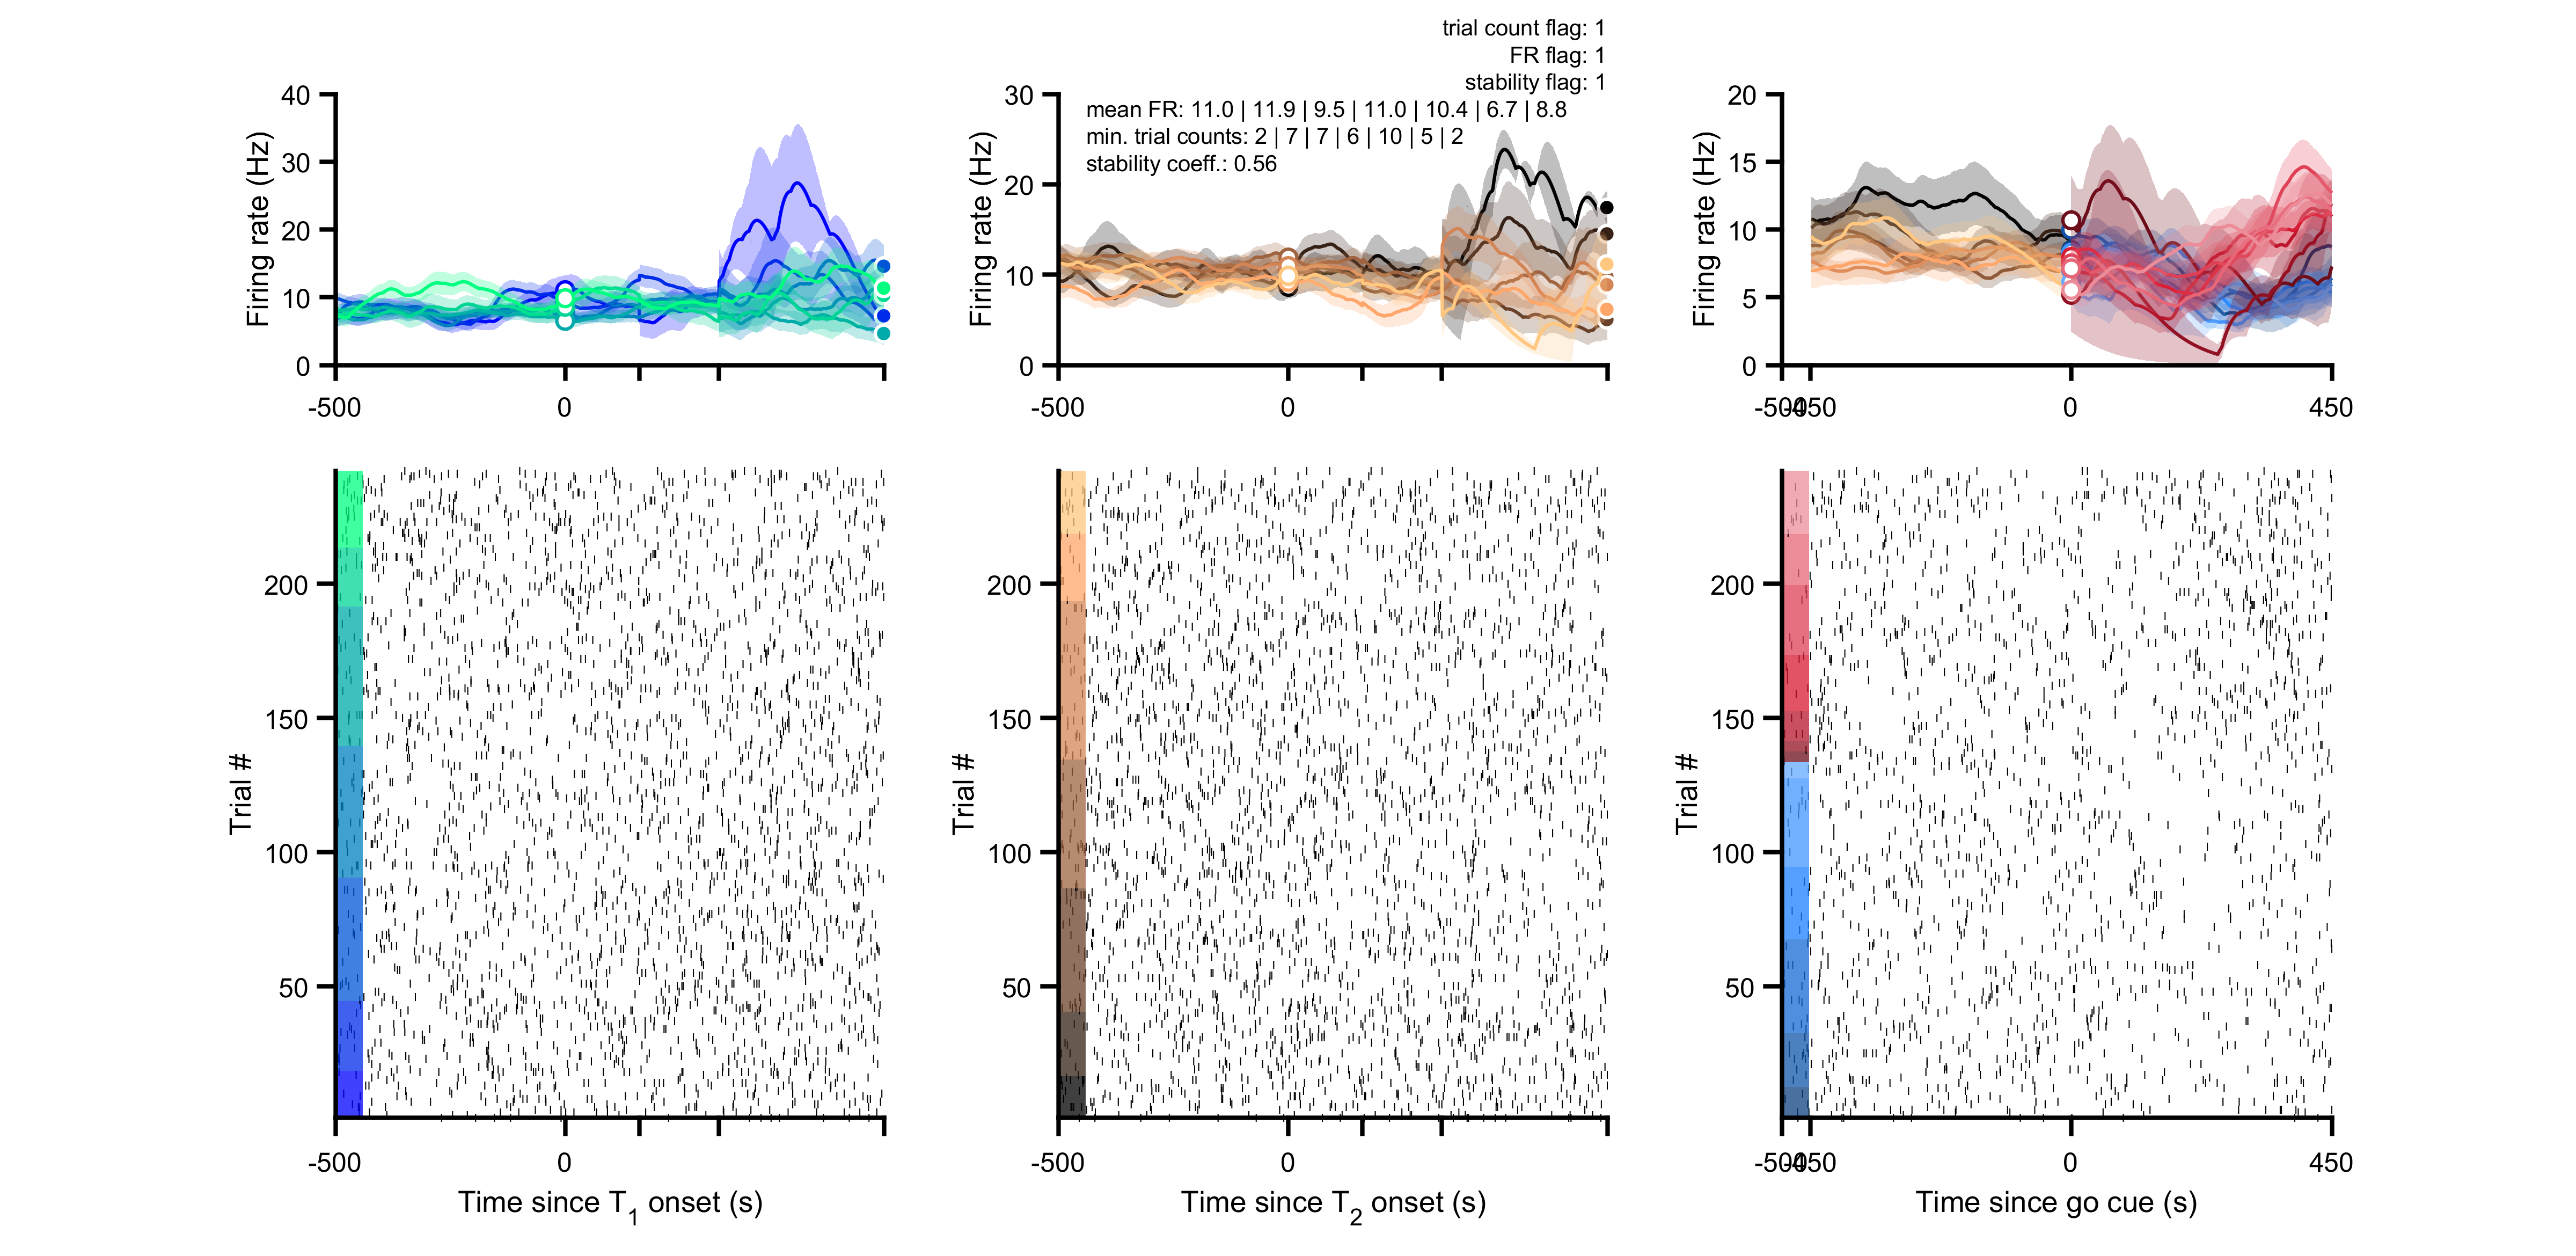 trial count flag: 1
FR flag: 1
stability flag: 1
mean FR: 11.0 | 11.9 | 9.5 | 11.0 | 10.4 | 6.7 | 8.8
min. trial counts: 2 | 7 | 7 | 6 | 10 | 5 | 2
stability coeff.: 0.56
Firing rate (Hz)
40
30
20
10
0
-500
0
Firing rate (Hz)
30
20
10
0
-500
0
Firing rate (Hz)
20
15
10
5
0
-500
-450
0
450
Trial #
200
150
100
50
-500
0
Time since T1 onset (s)
Trial #
200
150
100
50
-500
0
Time since T2 onset (s)
Trial #
200
150
100
50
-500
-450
0
450
Time since go cue (s)